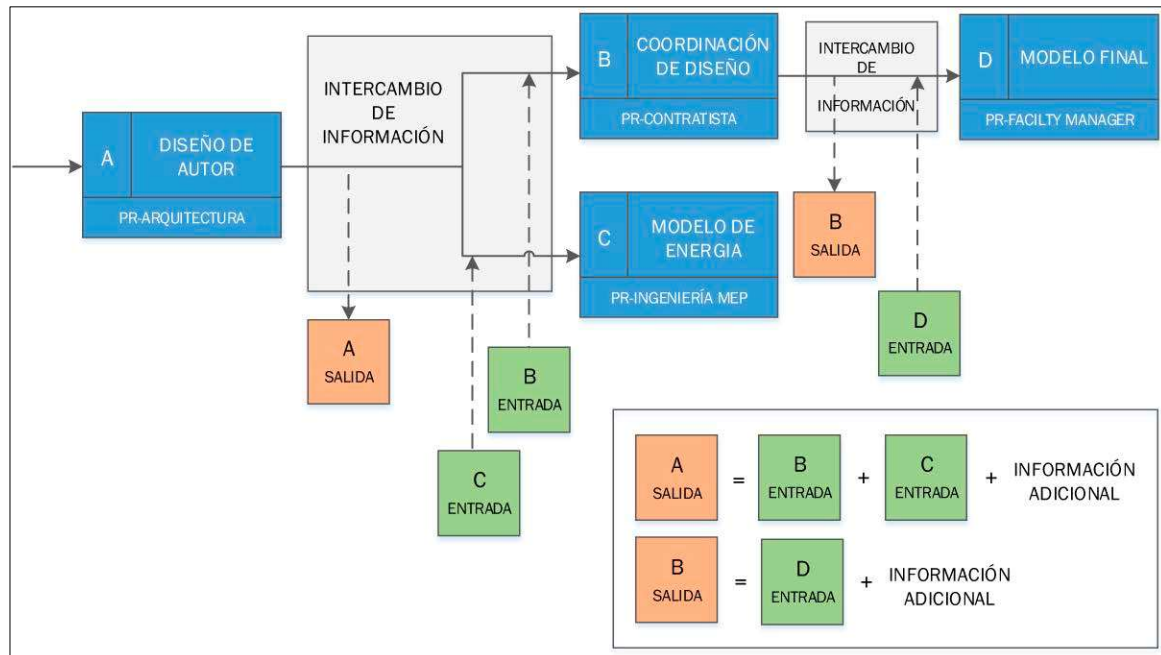 A
DISEÑO DE
AUTOR
PR-ARQUITECTURA
INTERCAMBIO
DE
INFORMACIÓN
B
COORDINACIÓN
DE DISEÑO
PR-CONTRATISTA
C
MODELO DE
ENERGIA
PR-INGENIERÍA MEP
INTERCAMBIO
DE
INFORMACIÓN
D
MODELO FINAL
PR-FACILTY MANAGER
A
SALIDA
B
ENTRADA
C
ENTRADA
B
SALIDA
D
ENTRADA
A
SALIDA
=
B
ENTRADA
+
C
ENTRADA
+
INFORMACIÓN
ADICIONAL
B
SALIDA
=
D
ENTRADA
+
INFORMACIÓN
ADICIONAL